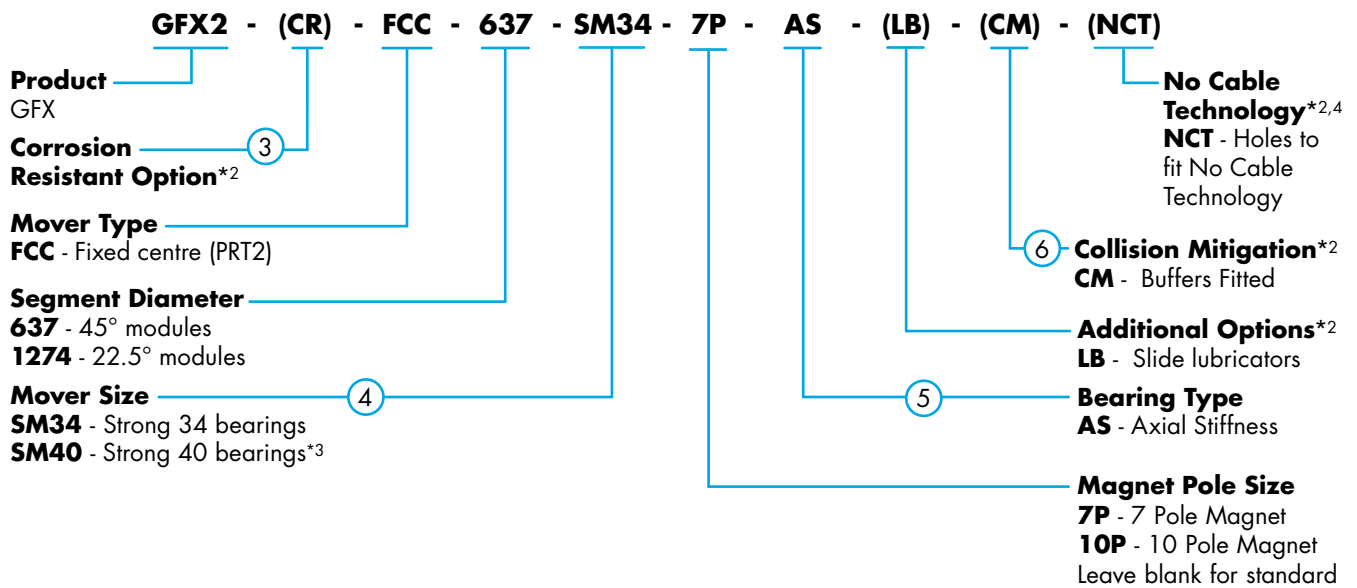 GFX2 - (CR) - FCC - 637 - SM34 - 7P - AS - (LB) - (CM) - (NCT)
Product
GFX
Corrosion
Resistant Option*2
3
Mover Type
FCC - Fixed centre (PRT2)
Segment Diameter
637 - 45° modules
1274 - 22.5° modules
Mover Size
4
SM34 - Strong 34 bearings
SM40 - Strong 40 bearings*3
No Cable
Technology*2,4
NCT - Holes to
fit No Cable
Technology
6
Collision Mitigation*2
CM - Buffers Fitted
Additional Options*2
LB - Slide lubricators
5
Bearing Type
AS - Axial Stiffness
Magnet Pole Size
7P - 7 Pole Magnet
10P - 10 Pole Magnet
Leave blank for standard